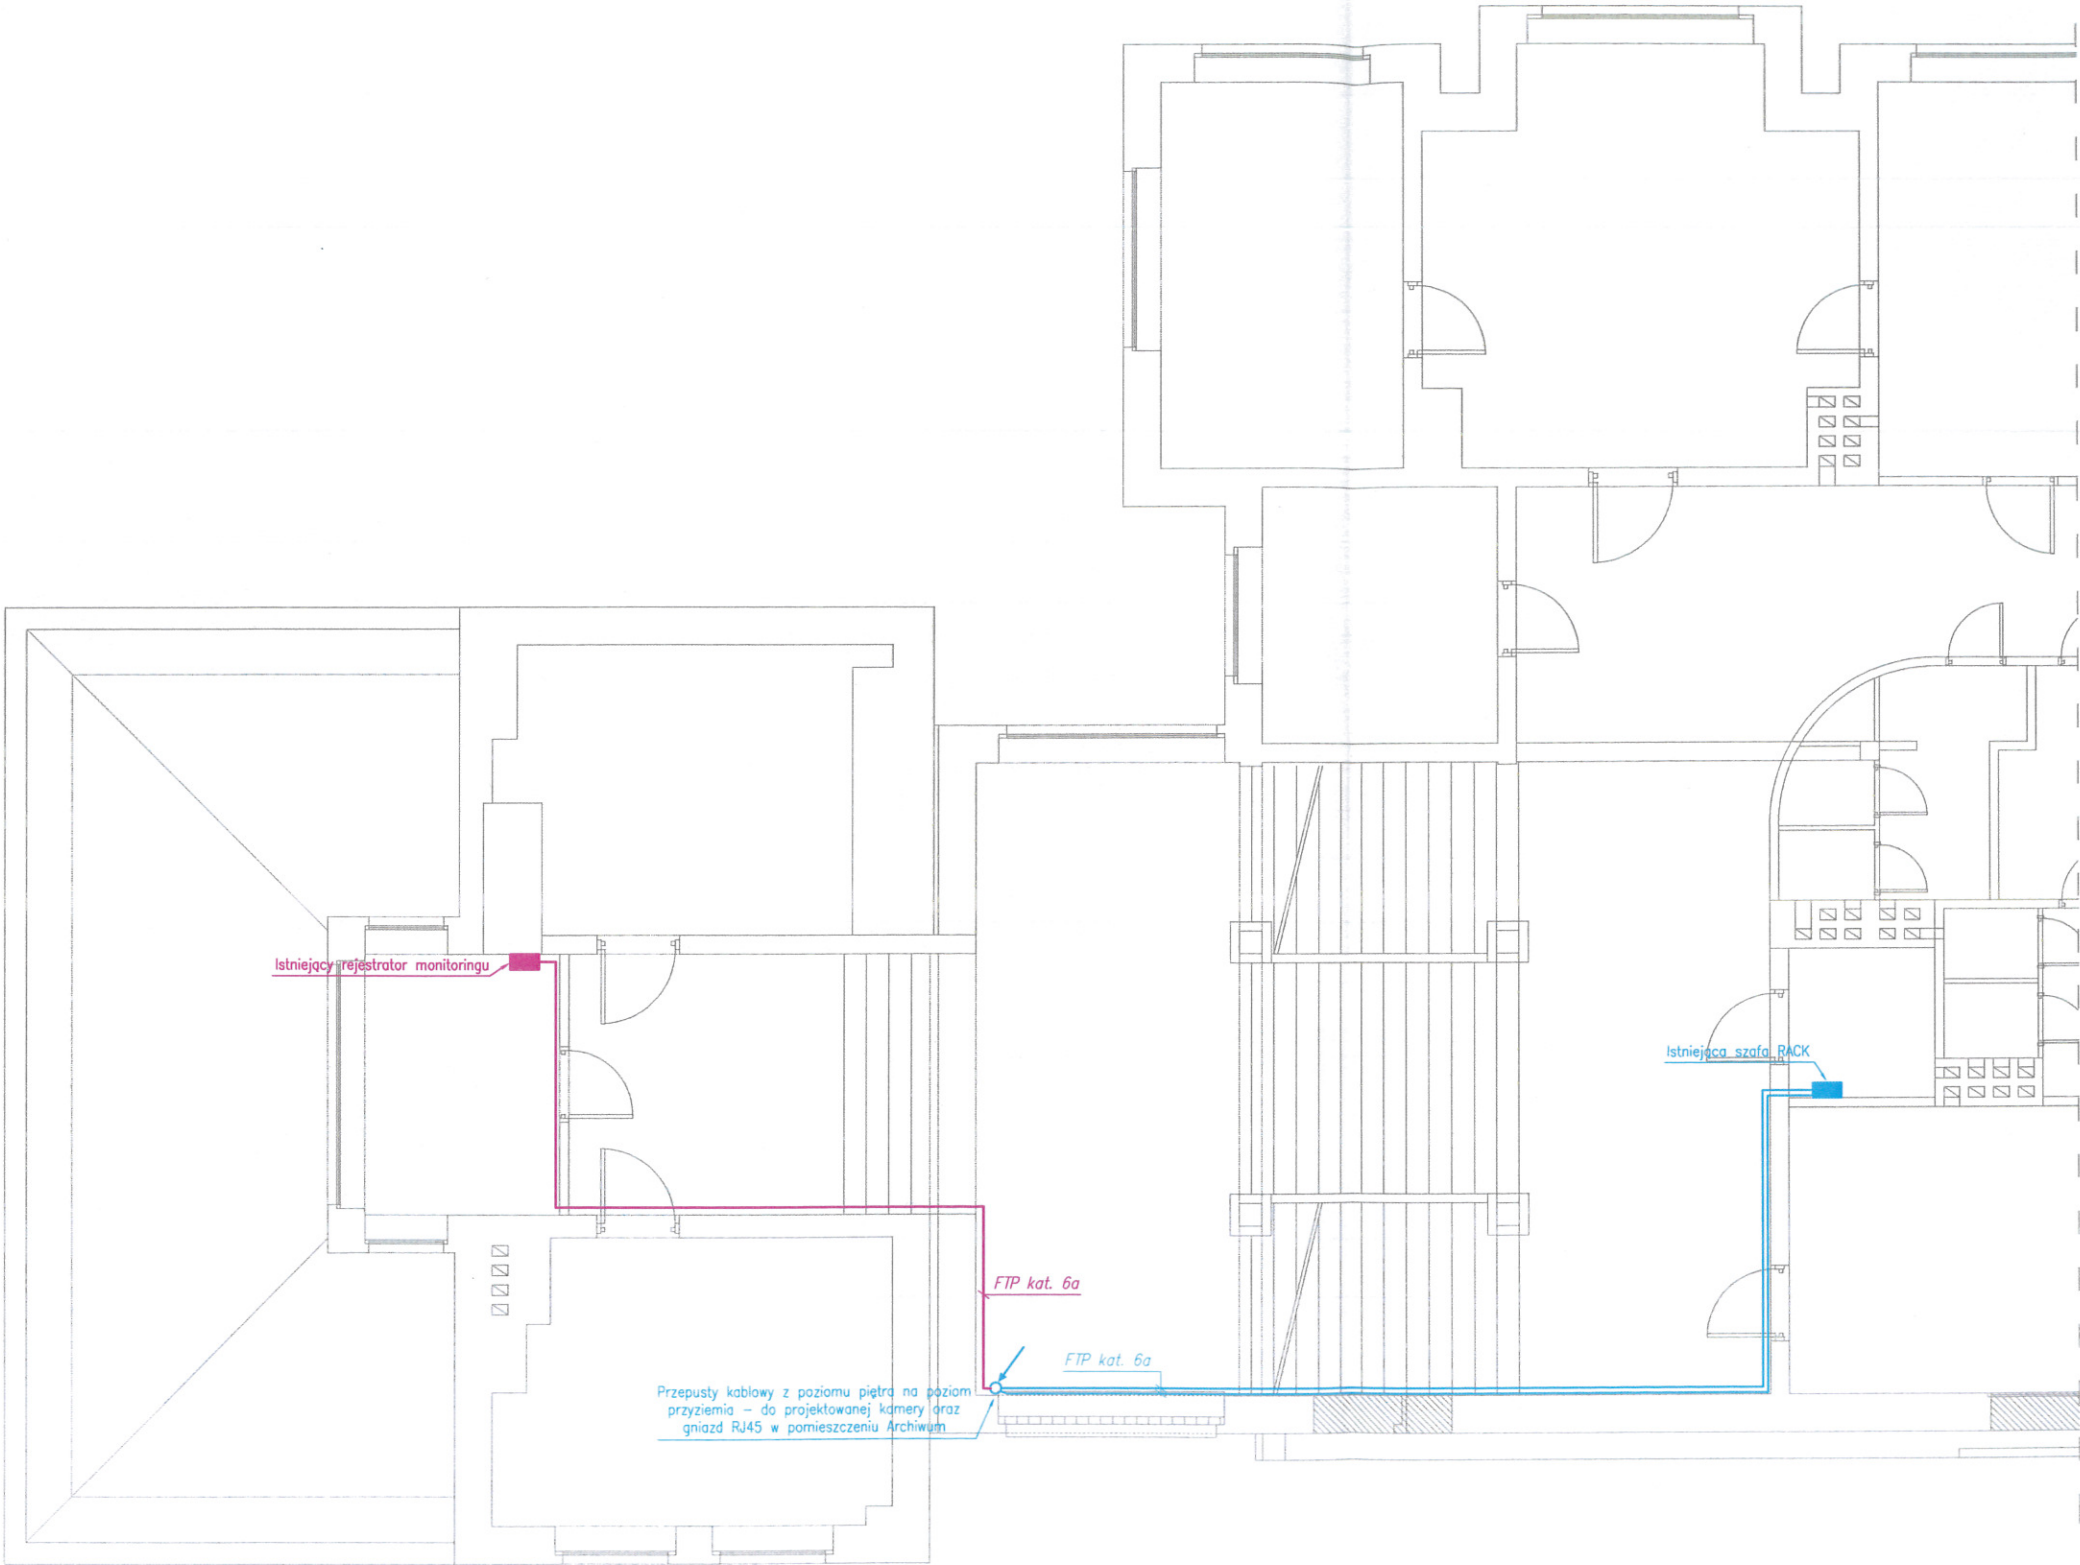 Istniejący rejestrator monitoringu
Istniejąca szafa RACK
FTP kat. 6a
FTP kat. 6a
Przepusty kablowy z poziomu piętra na poziom
przyziemia – do projektowanej kamery oraz
gniazd RJ45 w pomieszczeniu Archiwum